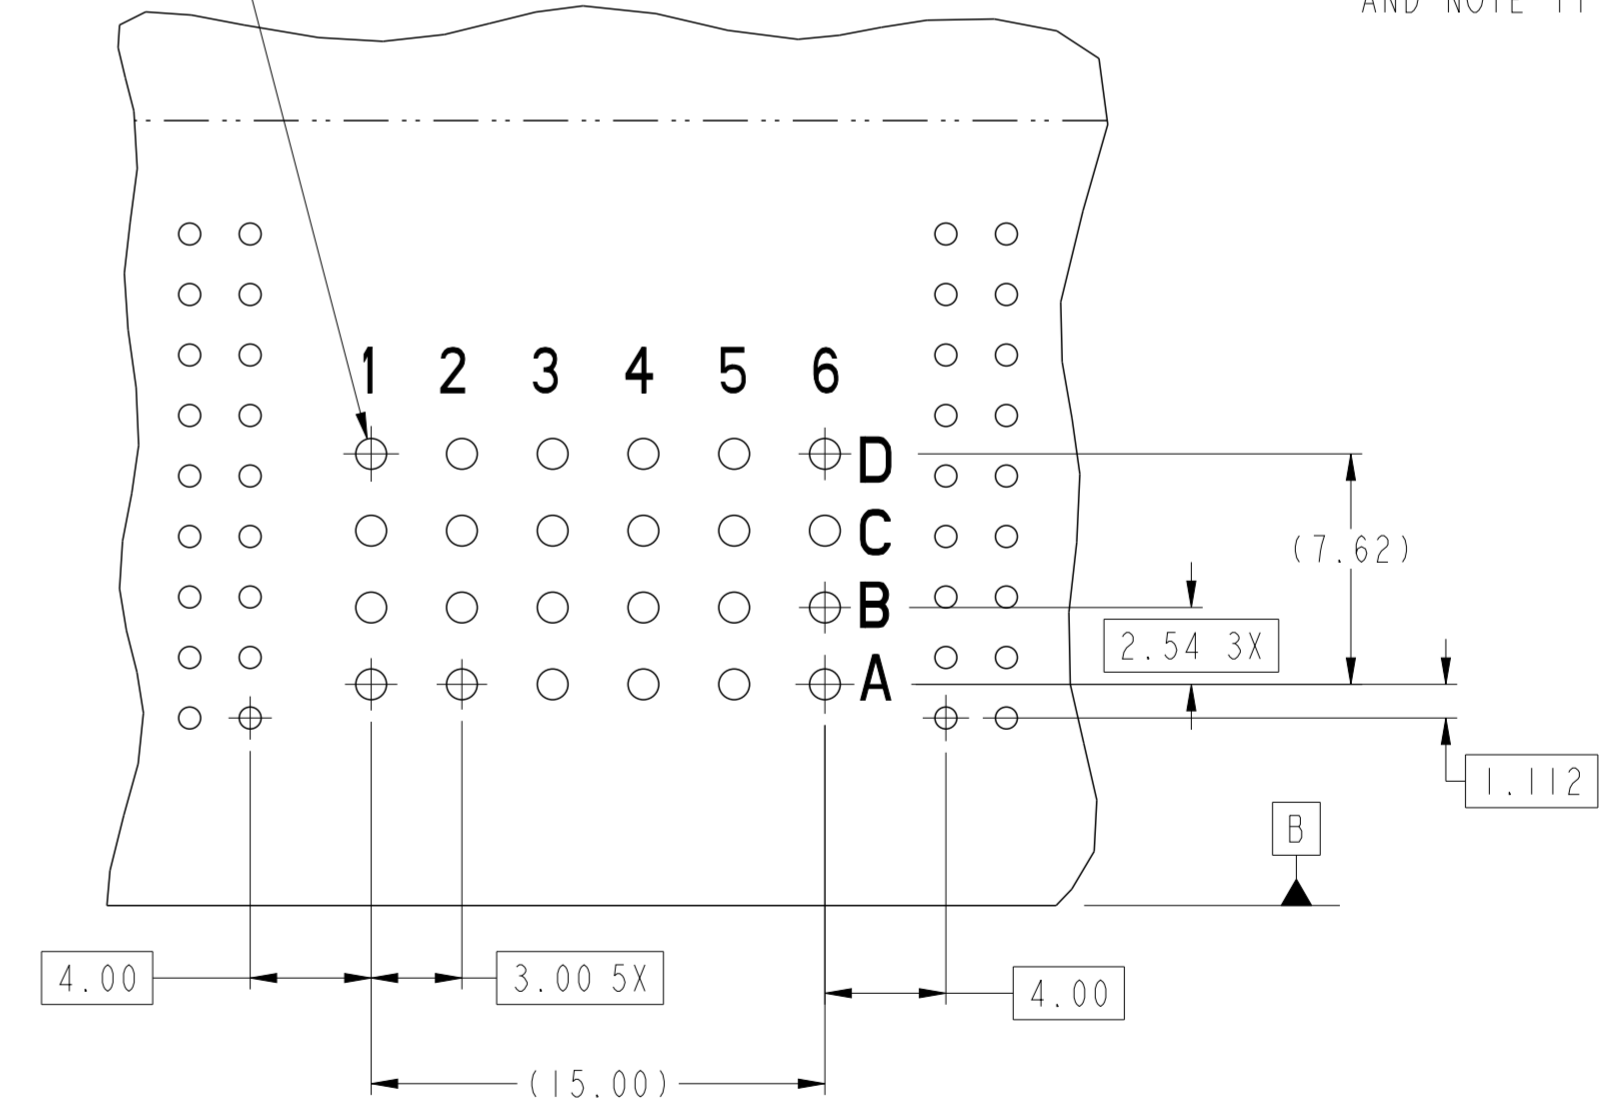 AND NOTE 11
1 2 3 4 5 6
D
C
(7.62)
B
2.54 3X
A
1.112
B
4.00
3.00 5X
4.00
(15.00)